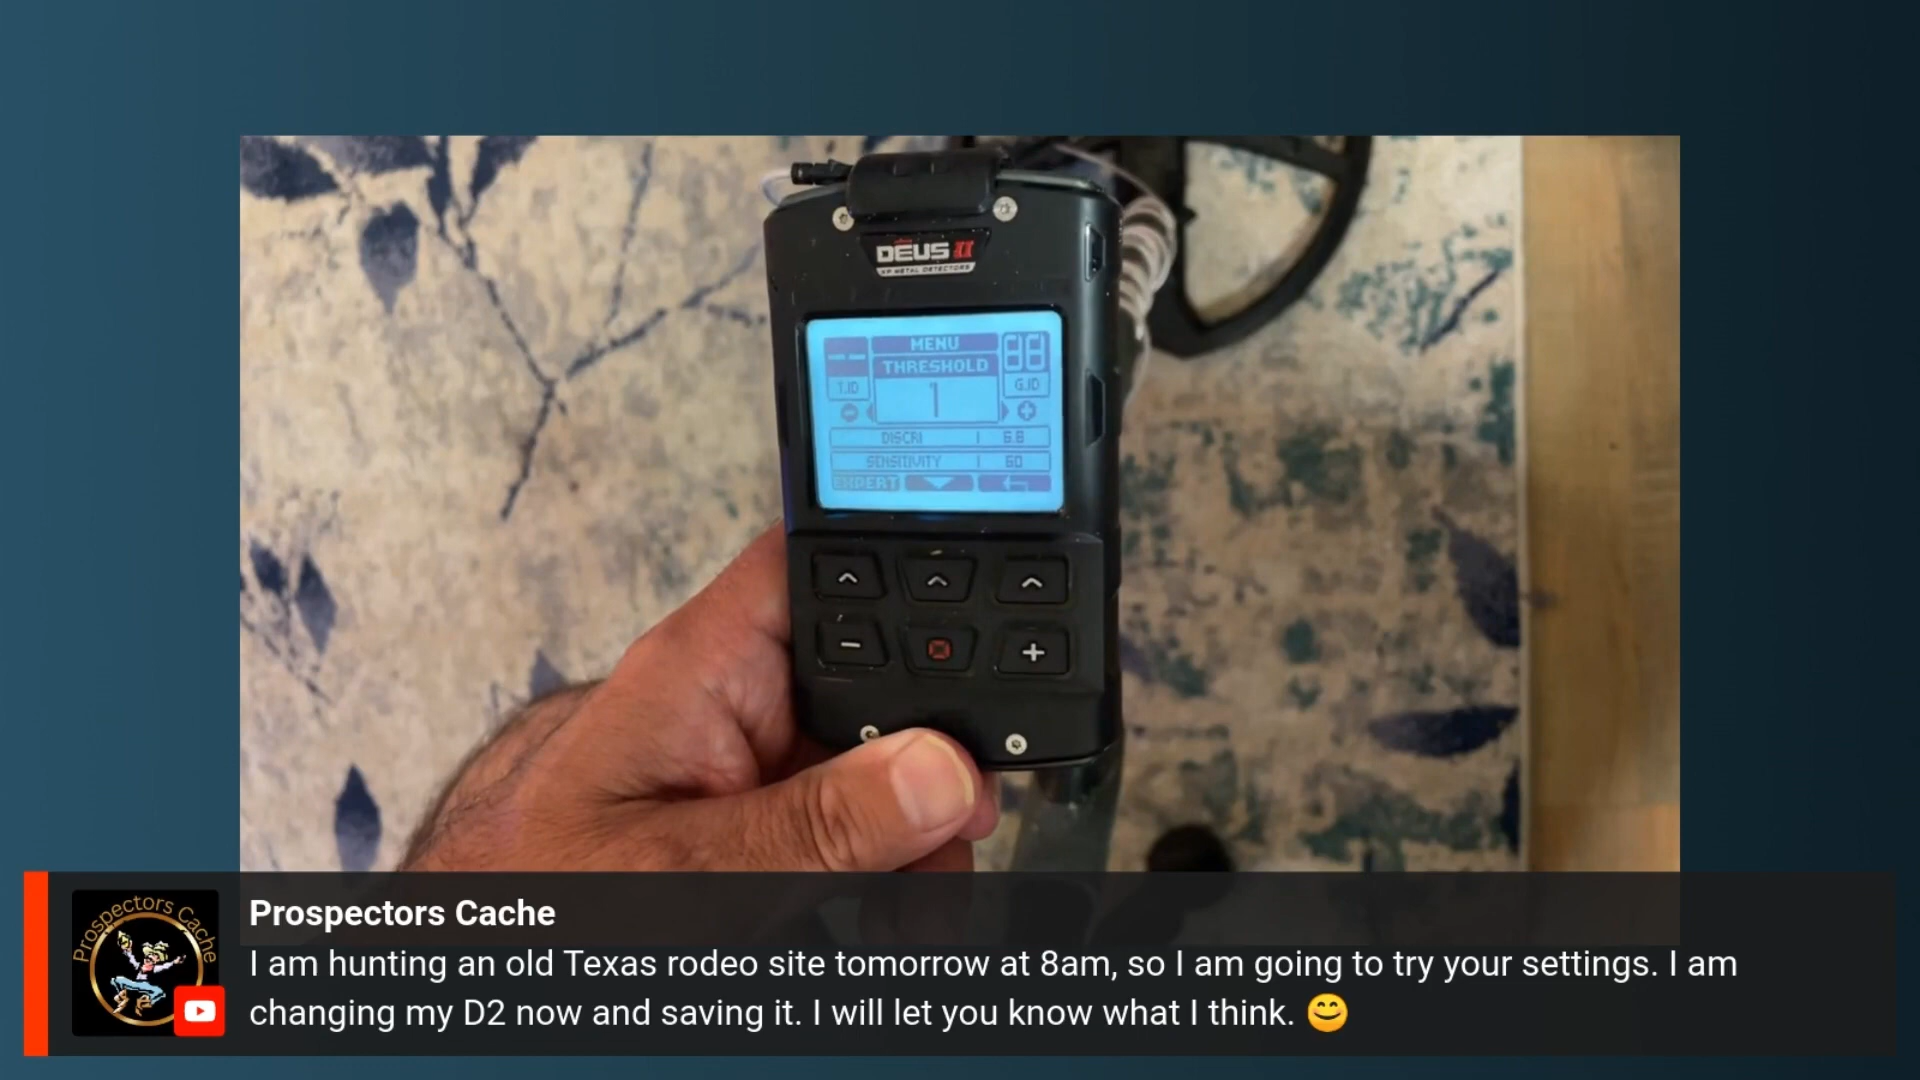 DEUS II
XP METAL DETECTORS
MENU
-- THRESHOLD 88
T.ID 1 G.ID
DISCRI 6.8
SENSITIVITY 60
EXPERT
Prospectors Cache
Prospectors Cache
I am hunting an old Texas rodeo site tomorrow at 8am, so I am going to try your settings. I am
changing my D2 now and saving it. I will let you know what I think. 😊